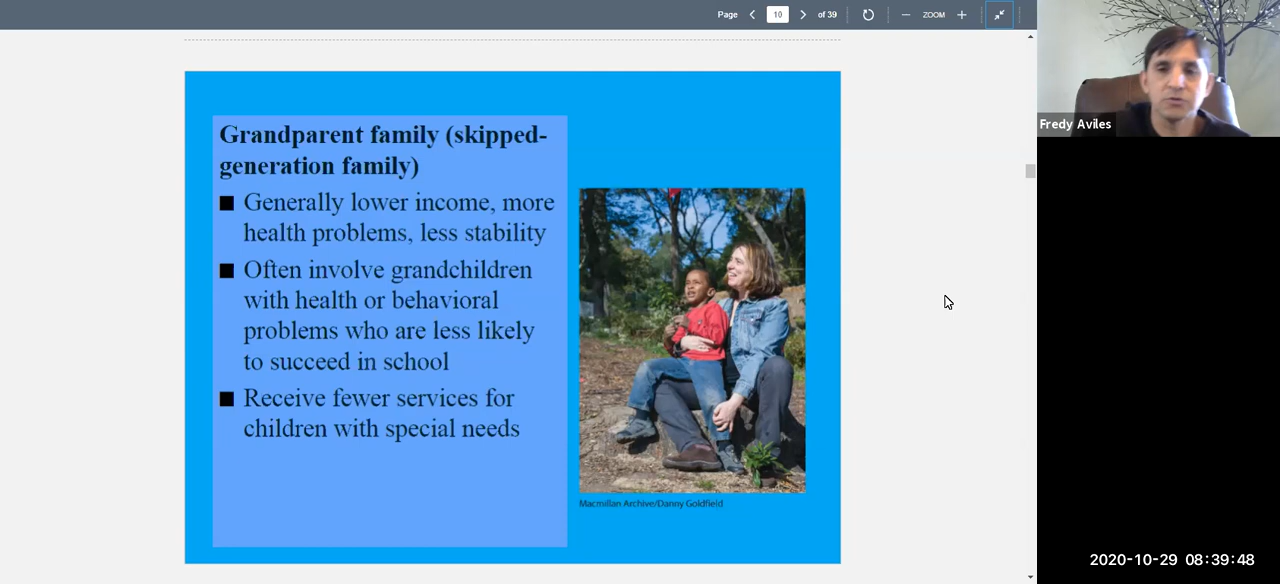 Page 10 of 39 ZOOM
Fredy Aviles
Grandparent family (skipped-
generation family)
Generally lower income, more
health problems, less stability
Often involve grandchildren
with health or behavioral
problems who are less likely
to succeed in school
Receive fewer services for
children with special needs
Macmillan Archive/Danny Goldfield
2020-10-29 08:39:48